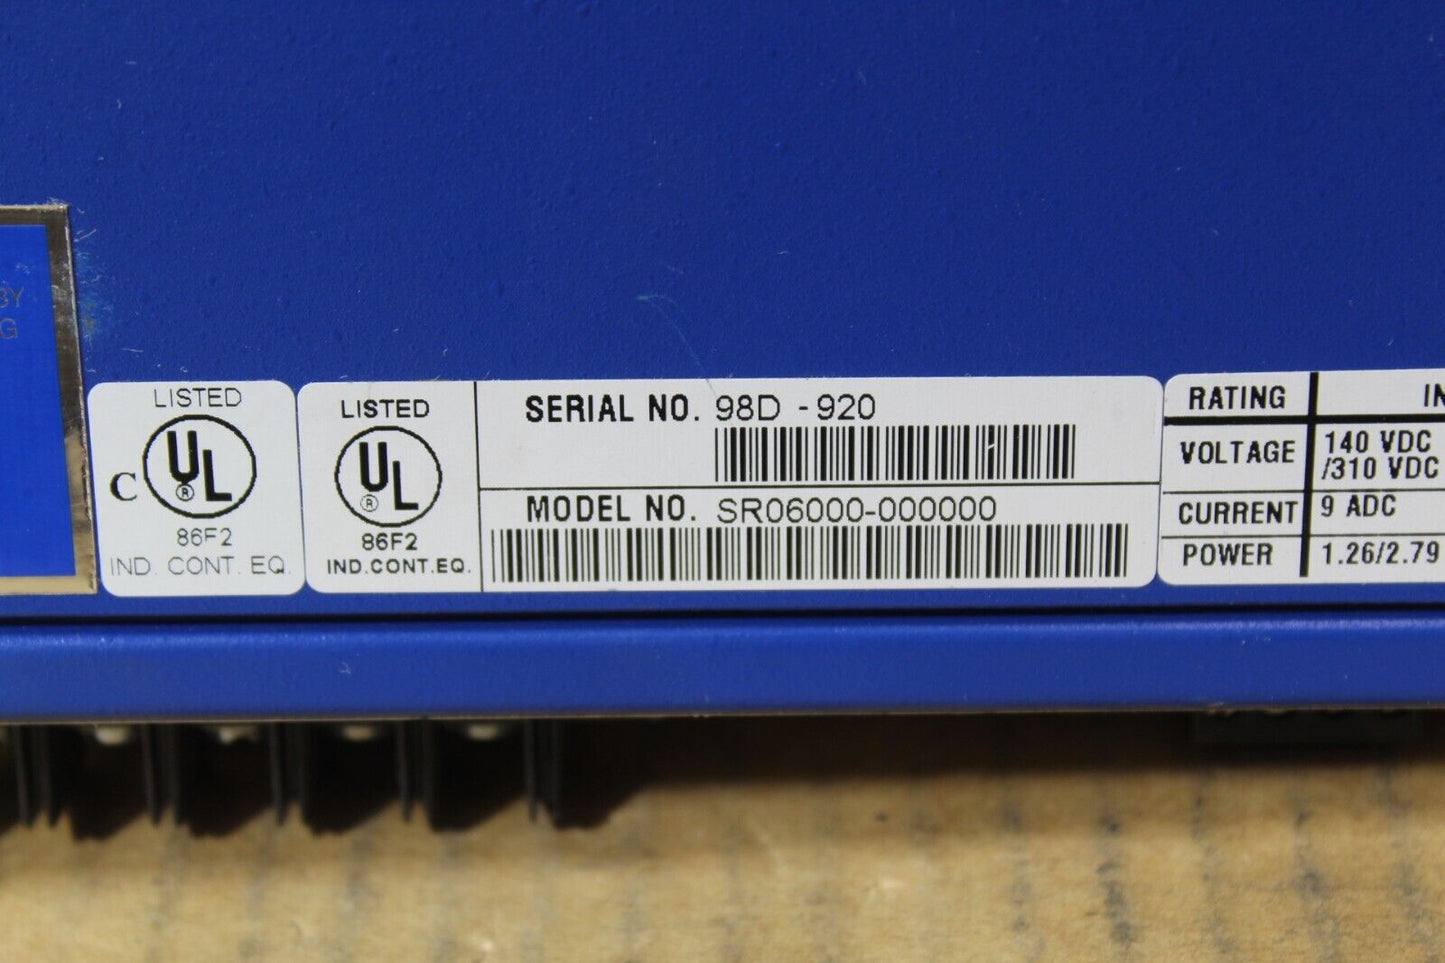 LISTED
C UL ®
86F2
IND. CONT. EQ.
LISTED
UL ®
86F2
IND.CONT.EQ.
SERIAL NO. 98D -920
MODEL NO. SR06000-000000
RATING
VOLTAGE 140 VDC
/310 VDC
CURRENT 9 ADC
POWER 1.26/2.79